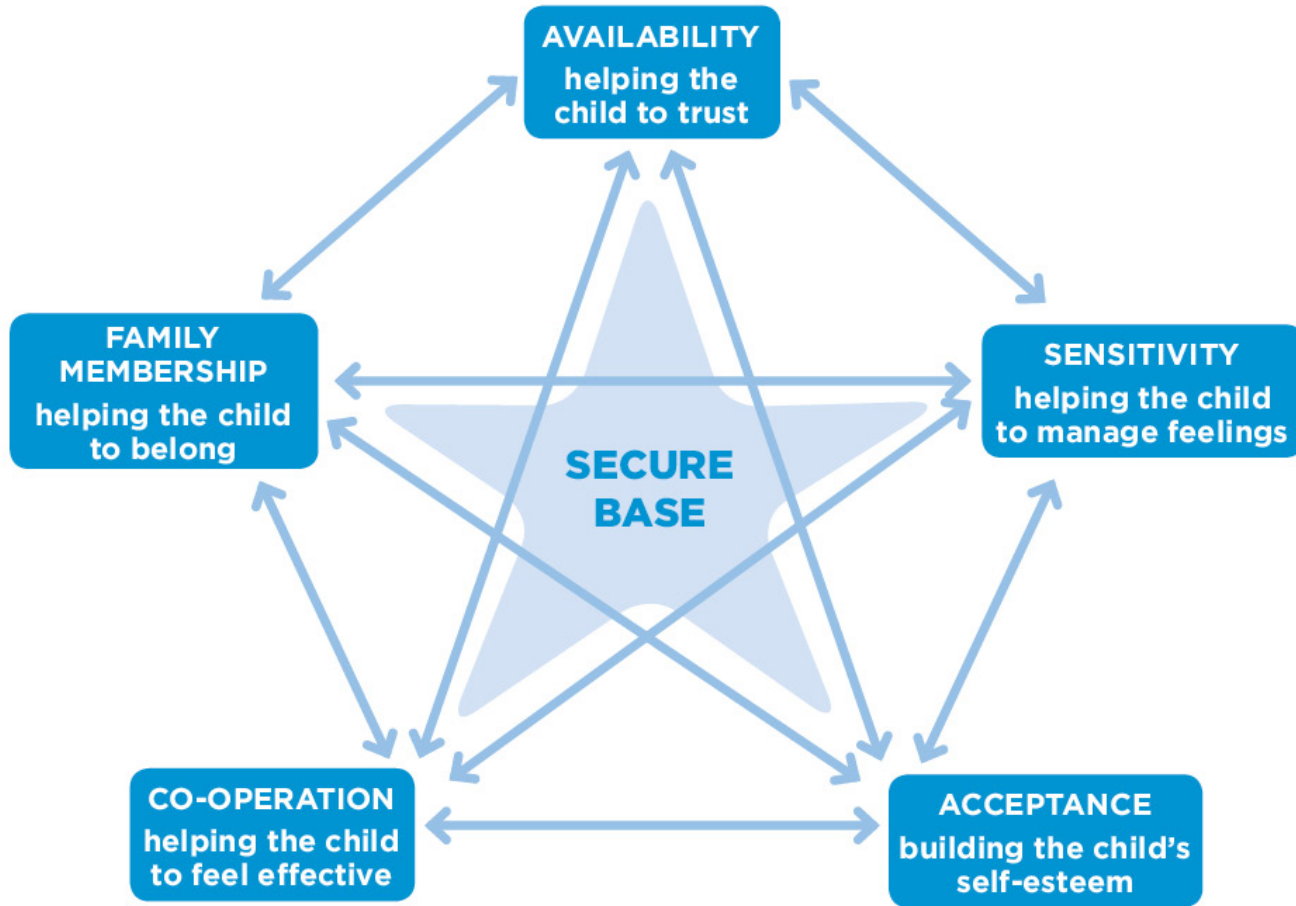 AVAILABILITY
helping the
child to trust
FAMILY
MEMBERSHIP
helping the child
to belong
SENSITIVITY
helping the child
to manage feelings
SECURE
BASE
CO-OPERATION
helping the child
to feel effective
ACCEPTANCE
building the child’s
self-esteem